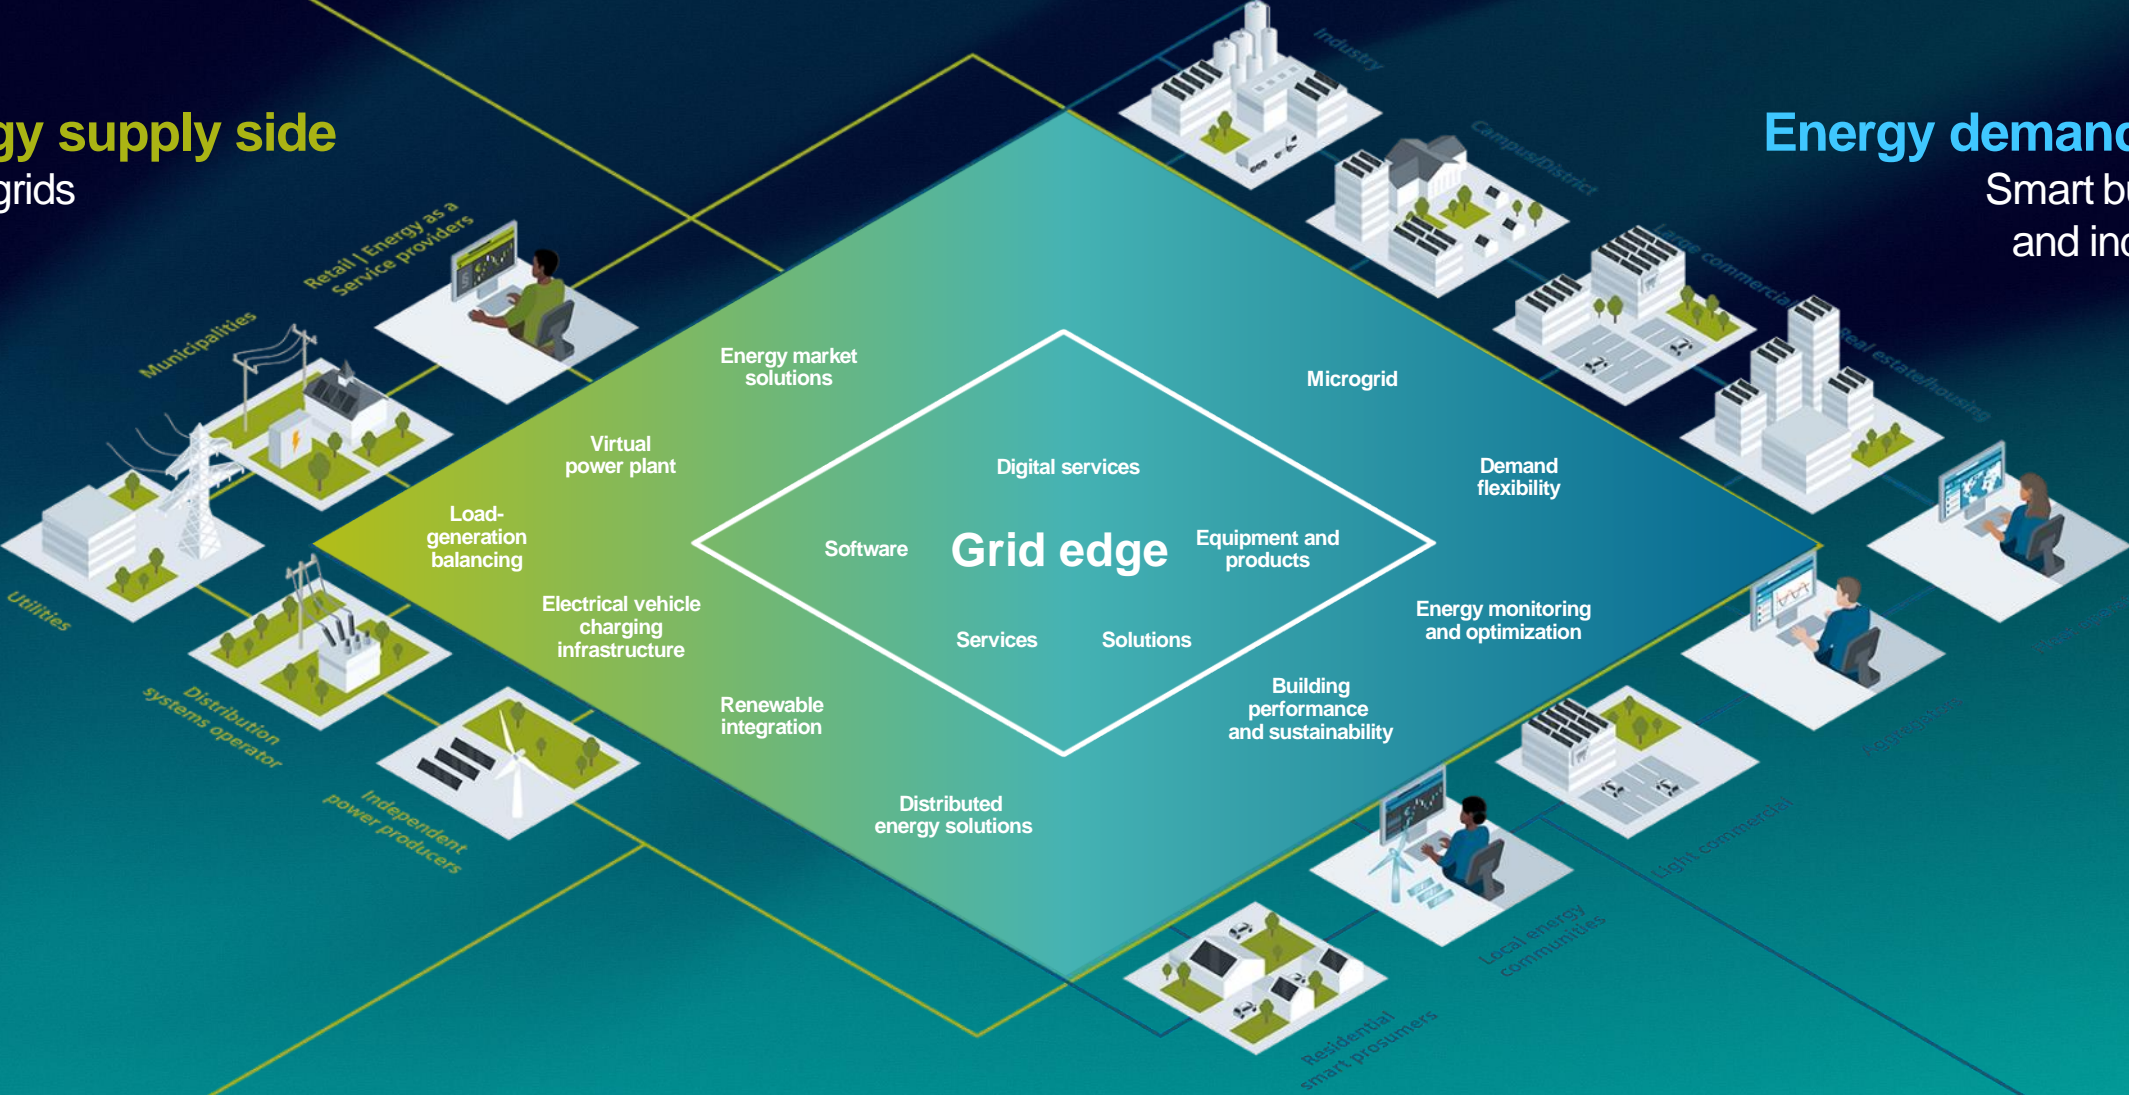 gy supply side
grids
Energy demand
Smart bu
and ind
Industry
Campus/District
Large commercial
Real estate/housing
Retail | Energy as a
Service providers
Municipalities
Utilities
Distribution
systems operator
Independent
power producers
Energy market
solutions
Virtual
power plant
Load-
generation
balancing
Electrical vehicle
charging
infrastructure
Renewable
integration
Distributed
energy solutions
Microgrid
Demand
flexibility
Energy monitoring
and optimization
Building
performance
and sustainability
Digital services
Software
Grid edge
Equipment and
products
Services
Solutions
Light commercial
Local energy
communities
Residential
smart prosumers